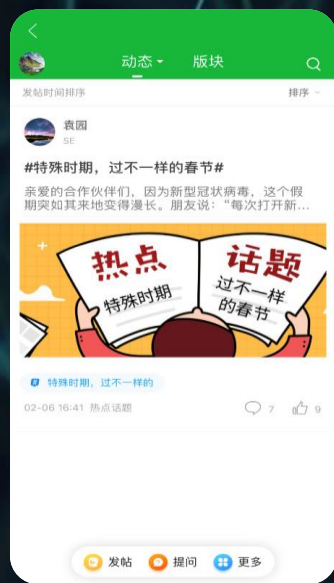 动态 版块
发帖时间排序 排序
袁园
SE
#特殊时期，过不一样的春节#
亲爱的合作伙伴们，因为新型冠状病毒，这个假
期突如其来地变得漫长。朋友说：“每次打开新...
热点 话题
特殊时期 过不一样
的春节
# 特殊时期，过不一样的
02-06 16:41 热点话题 7 9
发帖 提问 更多